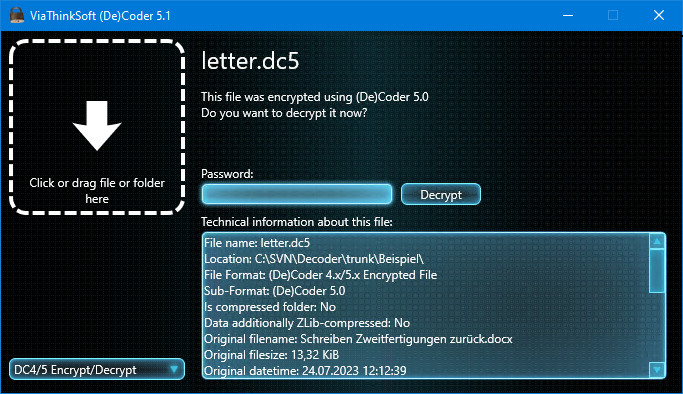 ViaThinkSoft (De)Coder 5.1
letter.dc5
This file was encrypted using (De)Coder 5.0
Do you want to decrypt it now?
Click or drag file or folder
here
Password:
Decrypt
Technical information about this file:
File name: letter.dc5
Location: C:\SVN\Decoder\trunk\Beispiel\
File Format: (De)Coder 4.x/5.x Encrypted File
Sub-Format: (De)Coder 5.0
Is compressed folder: No
Data additionally ZLib-compressed: No
Original filename: Schreiben Zweitfertigungen zurück.docx
Original filesize: 13,32 KiB
Original datetime: 24.07.2023 12:12:39
DC4/5 Encrypt/Decrypt